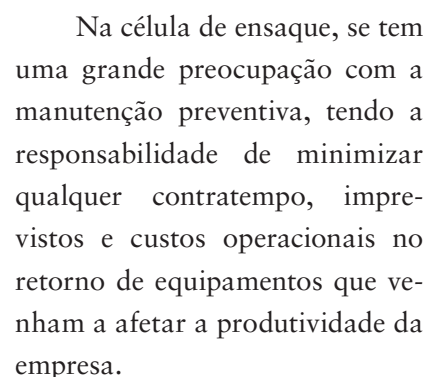 Na célula de ensaque, se tem
uma grande preocupação com a
manutenção preventiva, tendo a
responsabilidade de minimizar
qualquer contratempo, impre-
vistos e custos operacionais no
retorno de equipamentos que ve-
nham a afetar a produtividade da
empresa.